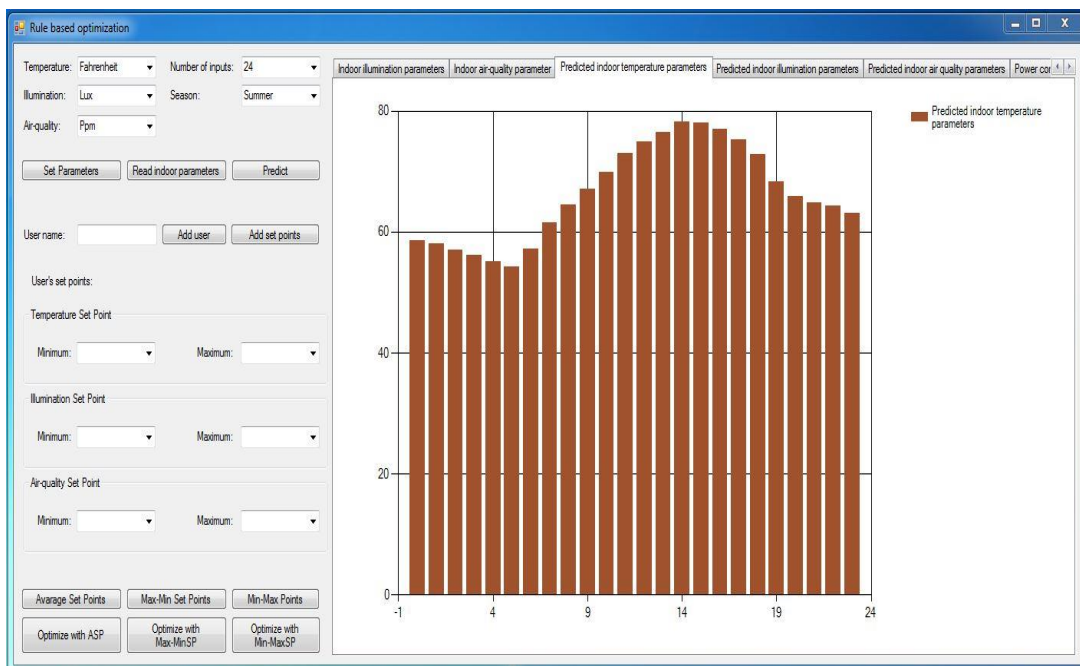 Rule based optimization
Temperature: Fahrenheit Number of inputs: 24
Illumination: Lux Season: Summer
Air-quality: Ppm
Set Parameters Read indoor parameters Predict
User name: Add user Add set points
User's set points:
Temperature Set Point
Minimum: Maximum:
Illumination Set Point
Minimum: Maximum:
Air-quality Set Point
Minimum: Maximum:
Avarage Set Points Max-Min Set Points Min-Max Points
Optimize with ASP
Optimize with
Max-MinSP
Optimize with
Min-MaxSP
Indoor illumination parameters Indoor air-quality parameter Predicted indoor temperature parameters Predicted indoor illumination parameters Predicted indoor air quality parameters Power cor
80
60
40
20
0
-1 4 9 14 19 24
Predicted indoor temperature
parameters